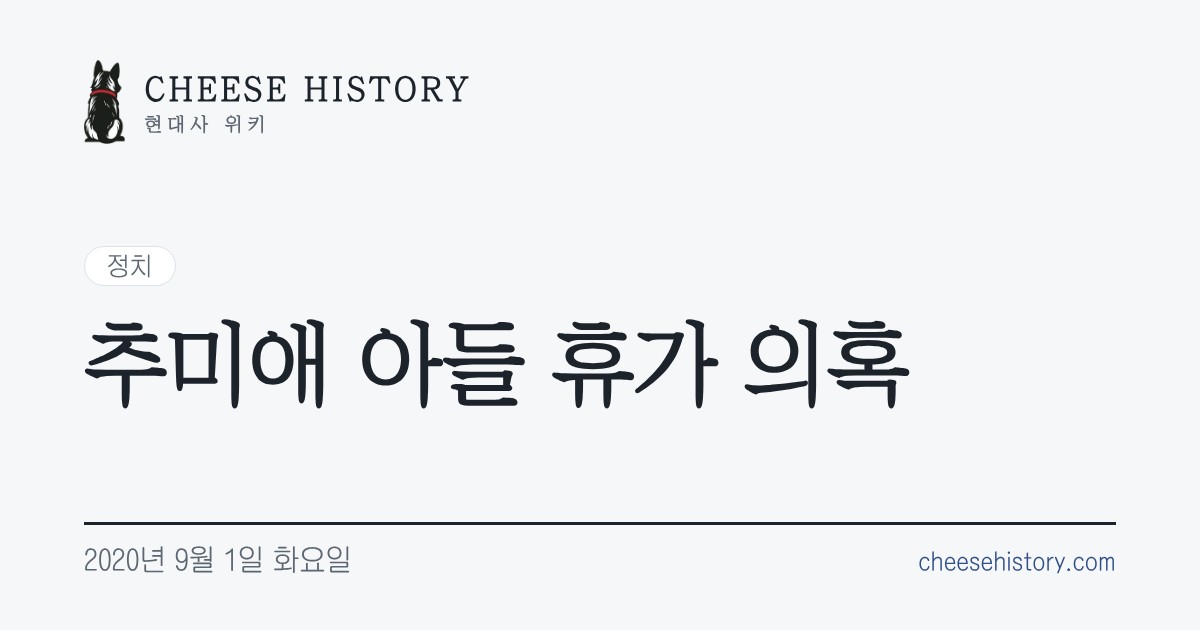 CHEESE HISTORY
현대사 위키
정치
추미애 아들 휴가 의혹
2020년 9월 1일 화요일
cheesehistory.com